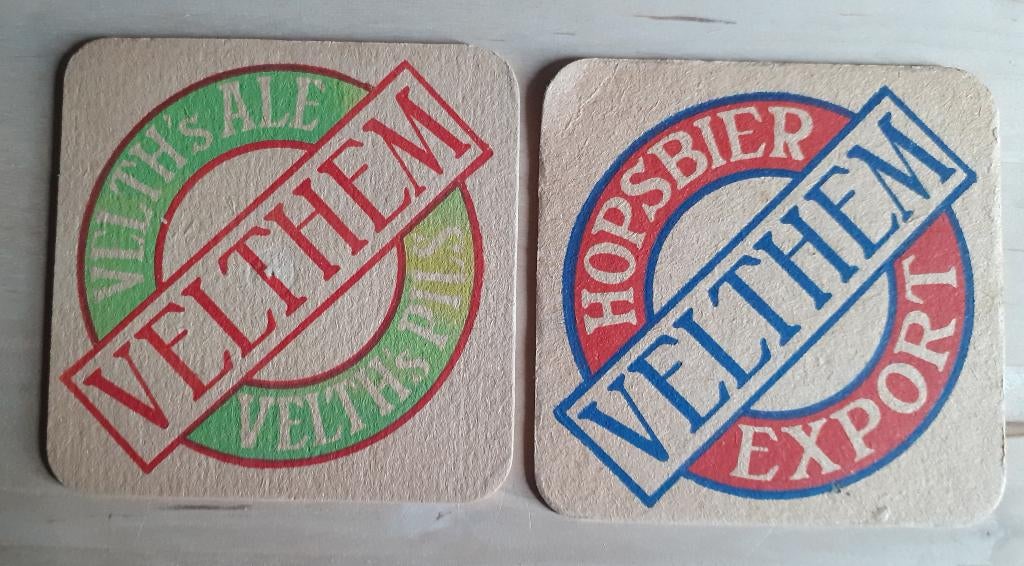 VELTH's ALE
VELTHEM
VELTH's PILS
HOPSBIER
VELTHEM
EXPORT